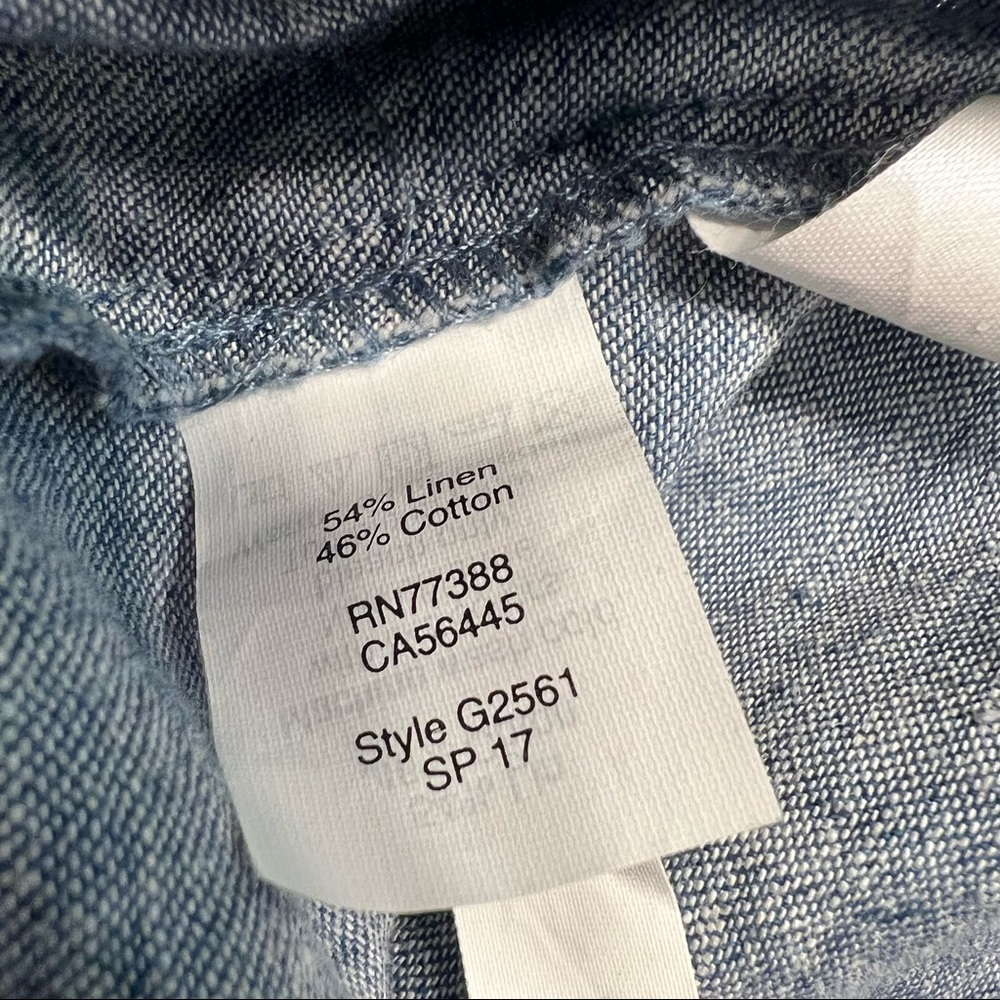 54% Linen
46% Cotton
RN77388
CA56445
Style G2561
SP 17